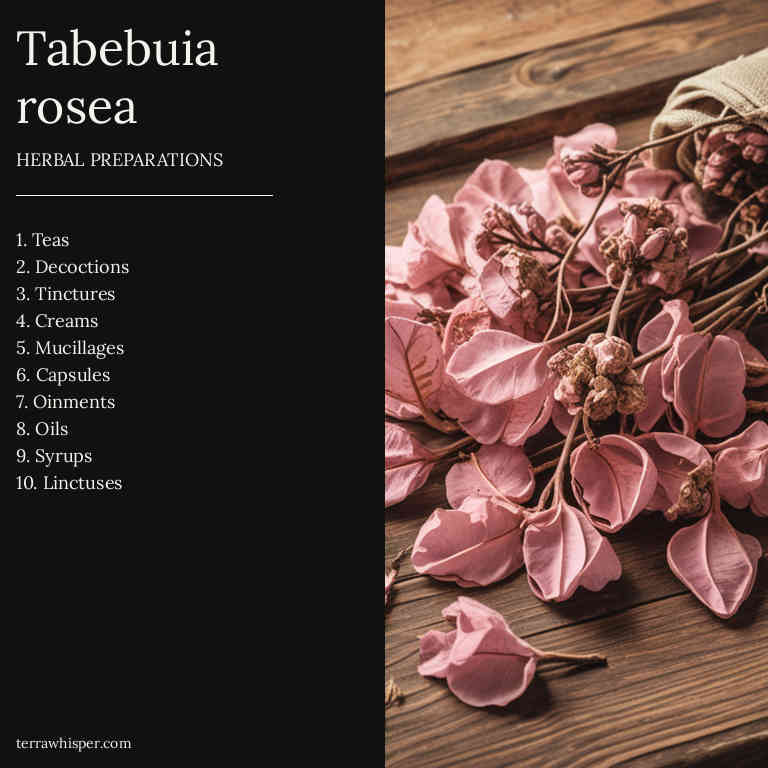 Tabebuia
rosea
HERBAL PREPARATIONS
1. Teas
2. Decoctions
3. Tinctures
4. Creams
5. Mucillages
6. Capsules
7. Oinments
8. Oils
9. Syrups
10. Linctuses
terrawhisper.com